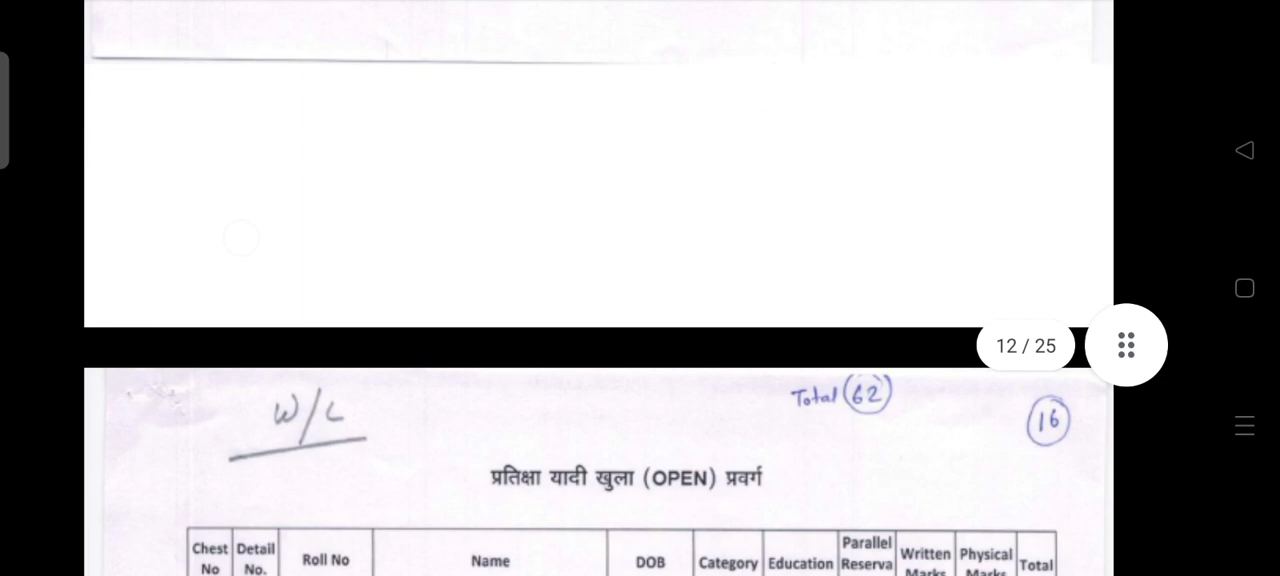 12 / 25
Total 62
W/L
16
प्रतिक्षा यादी खुला (OPEN) प्रवर्ग
Chest No Detail No. Roll No Name DOB Category Education Parallel Reserva Written Marks Physical Marks Total